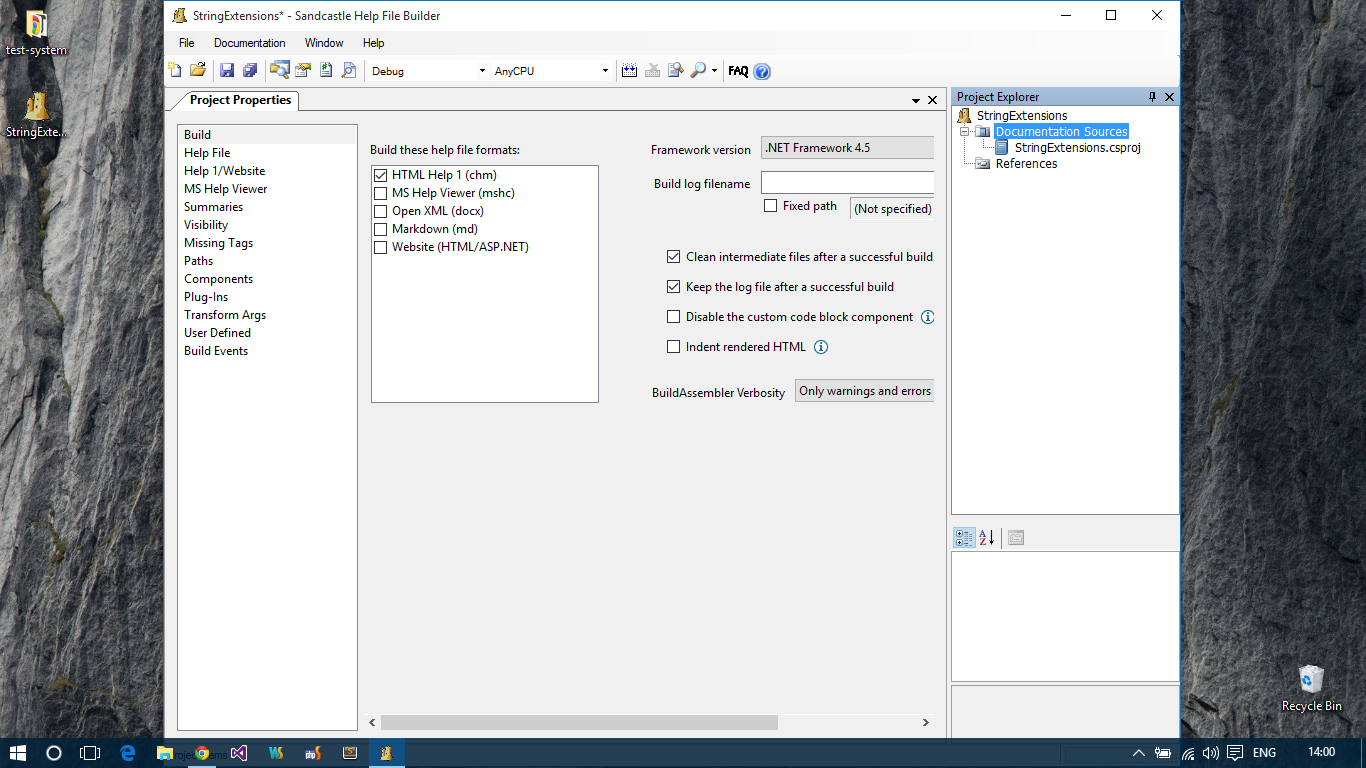 test-system
StringExte...
StringExtensions* - Sandcastle Help File Builder
File Documentation Window Help
Debug AnyCPU FAQ
Project Properties
Build
Help File
Help 1/Website
MS Help Viewer
Summaries
Visibility
Missing Tags
Paths
Components
Plug-Ins
Transform Args
User Defined
Build Events
Build these help file formats:
HTML Help 1 (chm)
MS Help Viewer (mshc)
Open XML (docx)
Markdown (md)
Website (HTML/ASP.NET)
Framework version .NET Framework 4.5
Build log filename
Fixed path (Not specified)
Clean intermediate files after a successful build
Keep the log file after a successful build
Disable the custom code block component
Indent rendered HTML
BuildAssembler Verbosity Only warnings and errors
Project Explorer
StringExtensions
Documentation Sources
StringExtensions.csproj
References
A
Z
Recycle Bin
ENG 14:00